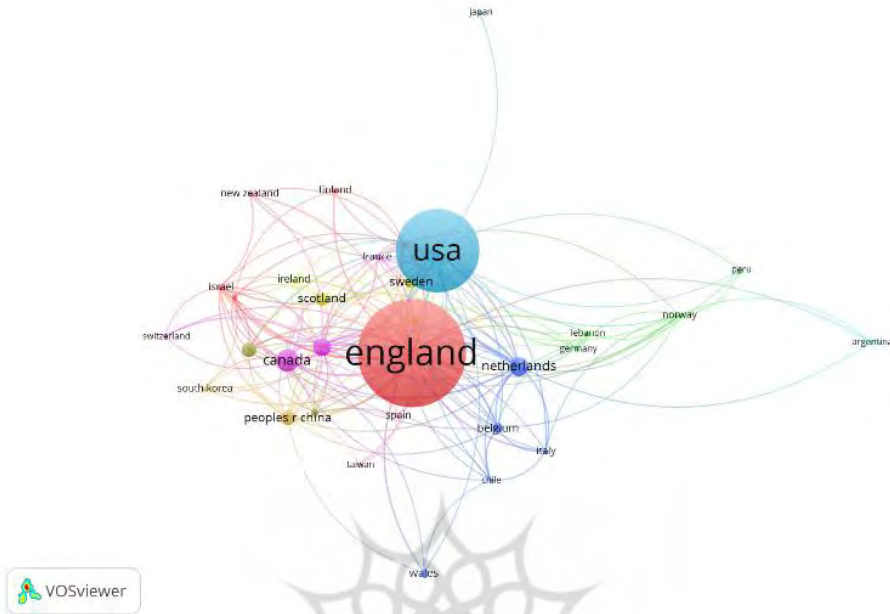 japan
new zealand
finland
usa
france
peru
ireland
sweden
israel
scotland
norway
lebanon
switzerland
england
argentina
germany
canada
netherlands
south korea
peoples r china
spain
belgium
italy
taiwan
chile
wales
VOSviewer